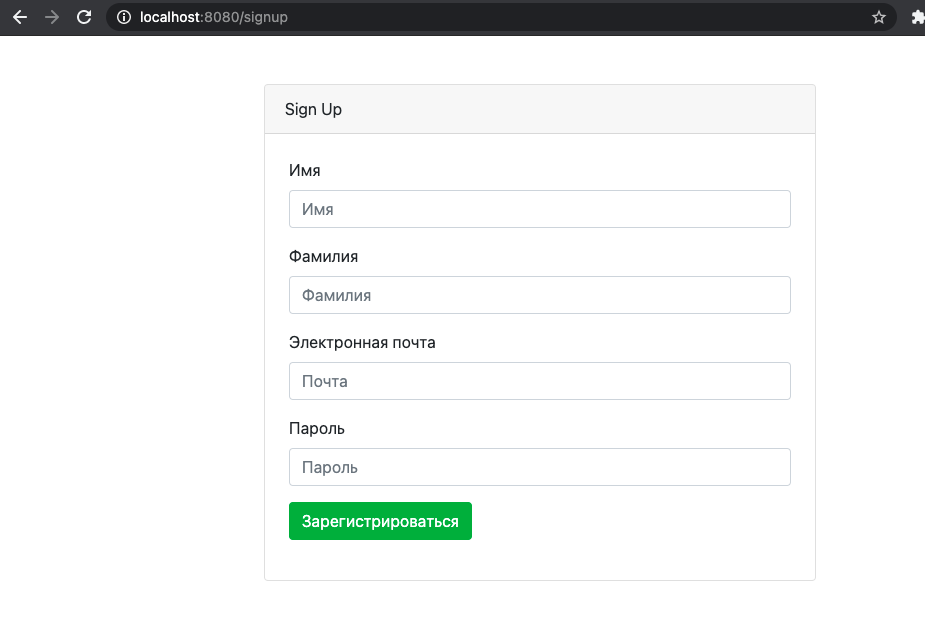 localhost:8080/signup
Sign Up
Имя
Имя
Фамилия
Фамилия
Электронная почта
Почта
Пароль
Пароль
Зарегистрироваться